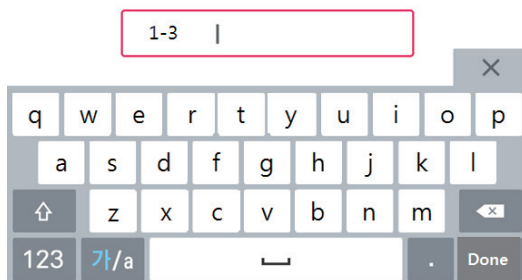 1-3
q w e r t y u i o p
a s d f g h j k l
z x c v b n m
123 가/a . Done